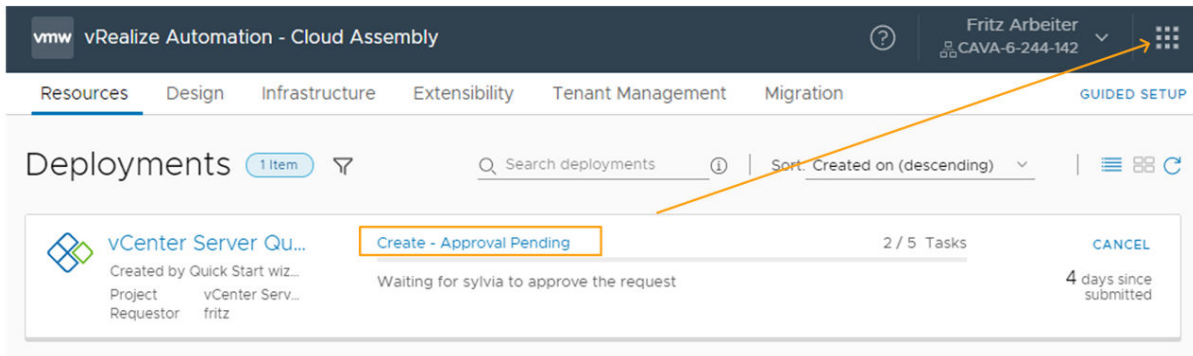 vmw vRealize Automation - Cloud Assembly
Fritz Arbeiter
CAVA-6-244-142
Resources Design Infrastructure Extensibility Tenant Management Migration GUIDED SETUP
Deployments 1 Item Search deployments Sort: Created on (descending)
vCenter Server Qu... Create - Approval Pending 2 / 5 Tasks CANCEL
Created by Quick Start wiz... Waiting for sylvia to approve the request 4 days since
Project vCenter Serv... submitted
Requestor fritz